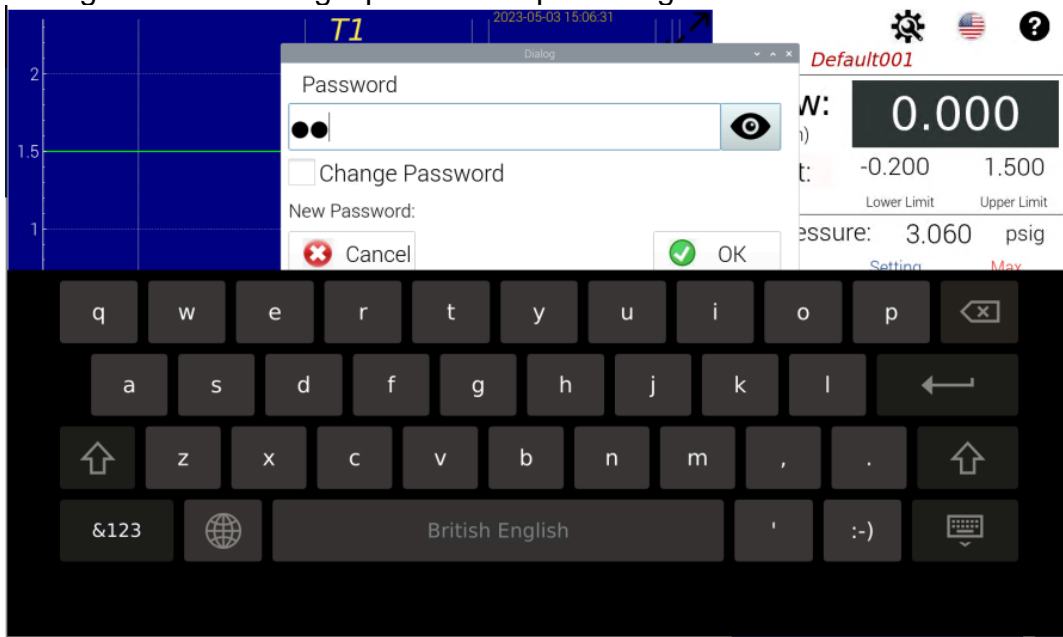 T1
2023-05-03 15:06:31
Dialog
Default001
2
Password
w: 0.000
1.5
Change Password
t: -0.200 1.500
Lower Limit Upper Limit
New Password:
1
essure: 3.060 psig
Cancel OK
Setting Max
q w e r t y u i o p
a s d f g h j k l
z x c v b n m , .
&123 British English ' :-)